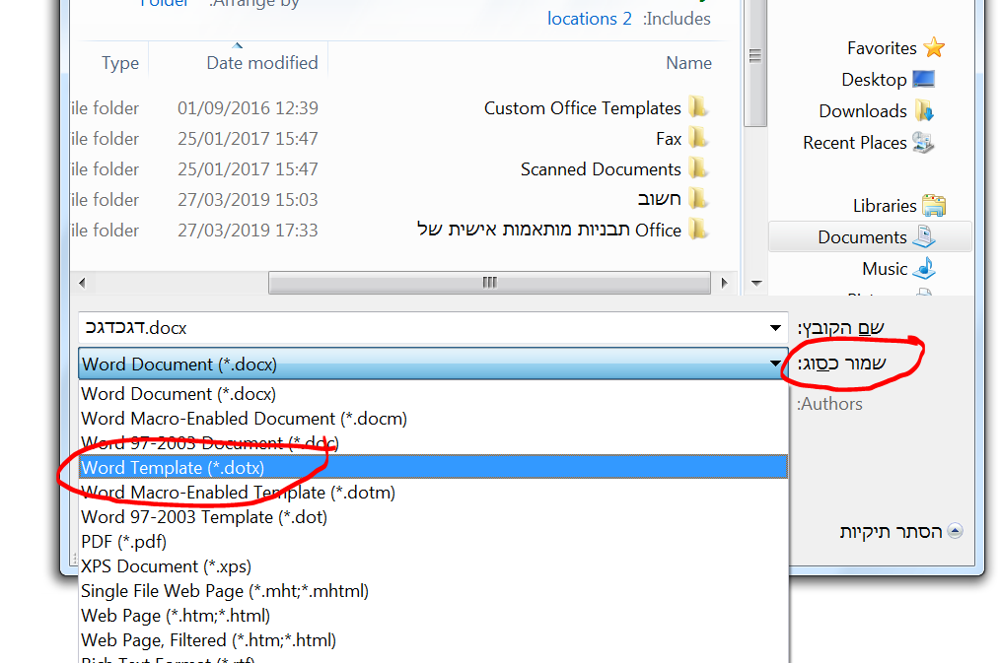 Folder :Arrange by
locations 2 :Includes
Name Date modified Type
Custom Office Templates 01/09/2016 12:39 ile folder
Fax 25/01/2017 15:47 ile folder
Scanned Documents 25/01/2017 15:47 ile folder
חשוב 27/03/2019 15:03 ile folder
תבניות מותאמות אישית של Office 27/03/2019 17:33 ile folder
Favorites
Desktop
Downloads
Recent Places
Libraries
Documents
Music
שם הקובץ:
דגכדגכ.docx
שמור כסוג:
Word Document (*.docx)
:Authors
Word Document (*.docx)
Word Macro-Enabled Document (*.docm)
Word 97-2003 Document (*.doc)
Word Template (*.dotx)
Word Macro-Enabled Template (*.dotm)
Word 97-2003 Template (*.dot)
PDF (*.pdf)
XPS Document (*.xps)
Single File Web Page (*.mht;*.mhtml)
Web Page (*.htm;*.html)
Web Page, Filtered (*.htm;*.html)
Rich Text Format (*.rtf)
הסתר תיקיות